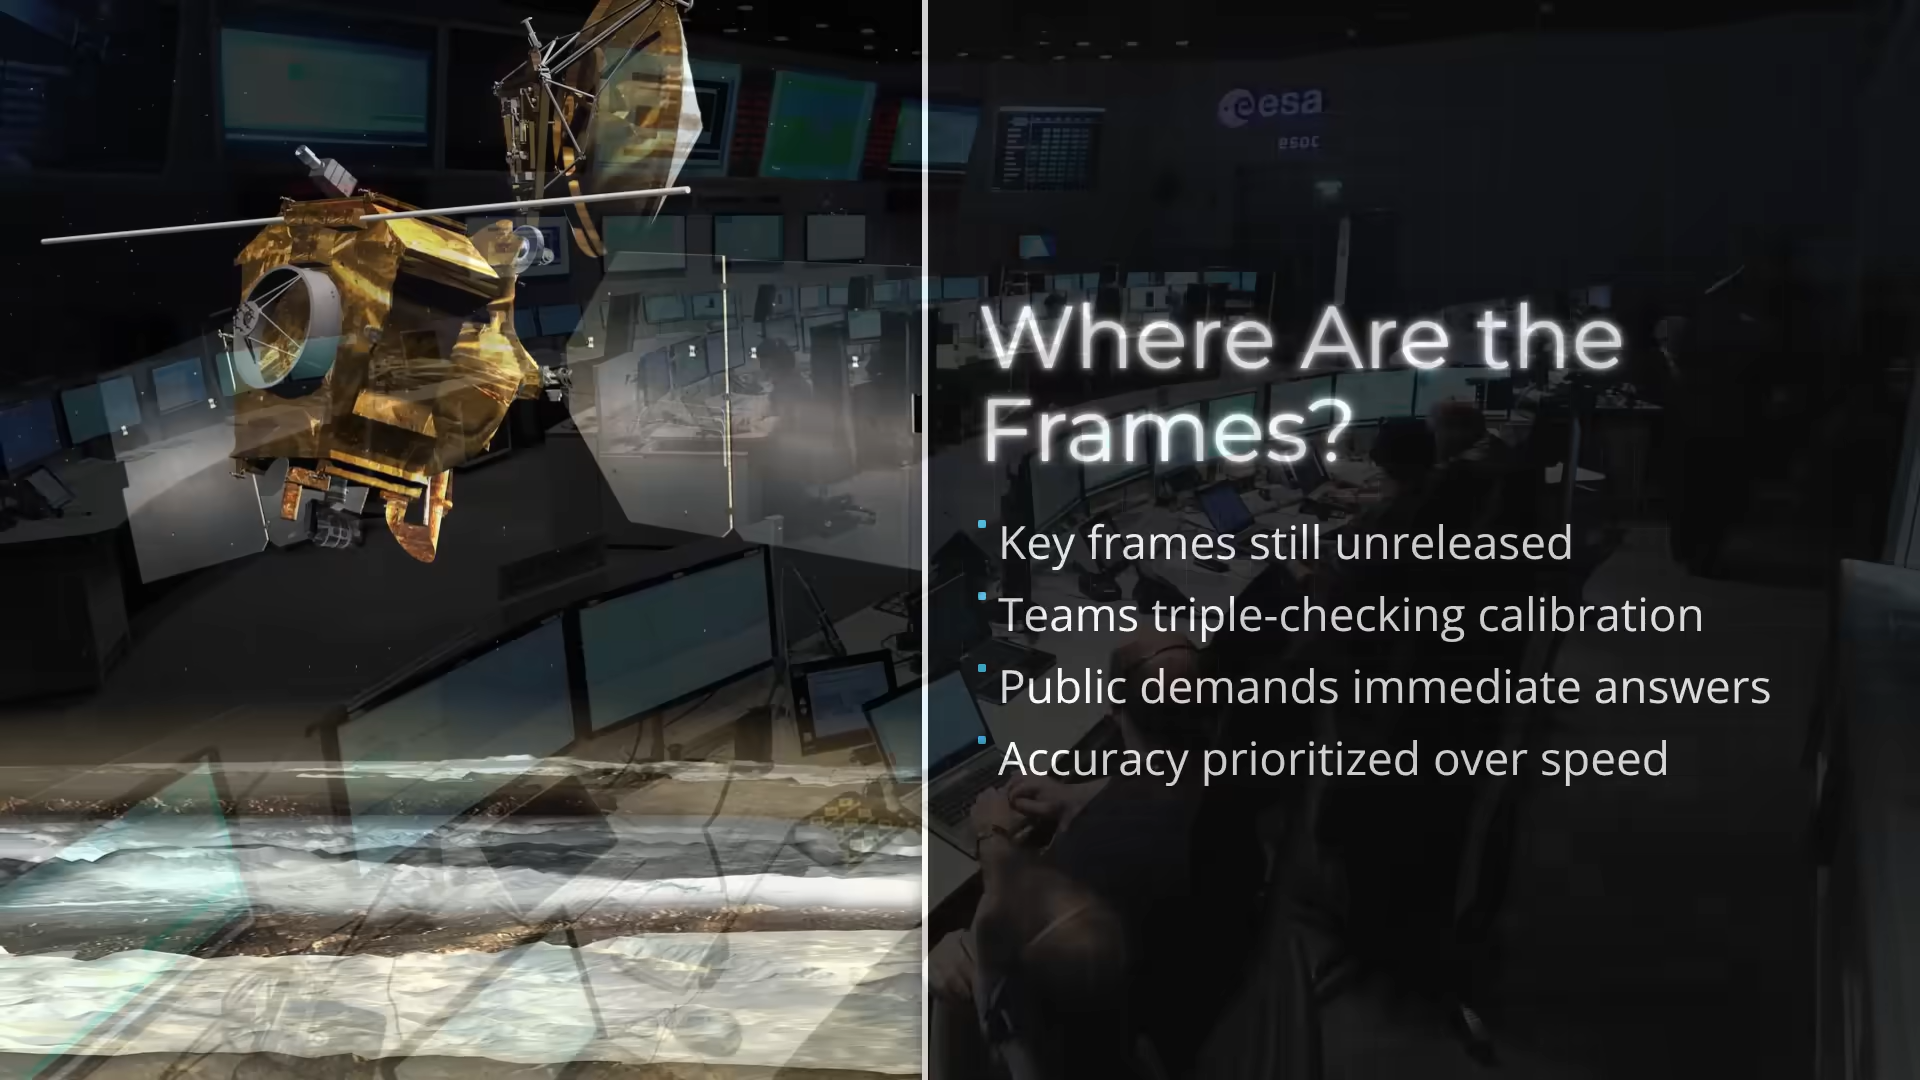 esa
esoc
Where Are the
Frames?
Key frames still unreleased
Teams triple-checking calibration
Public demands immediate answers
Accuracy prioritized over speed